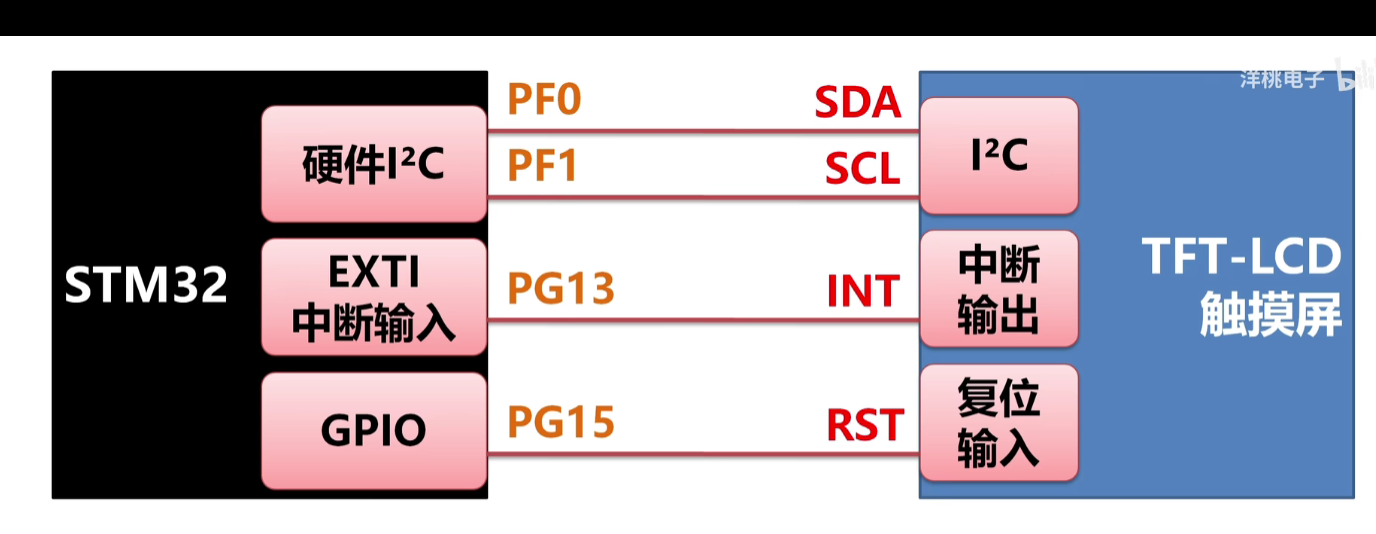 洋桃电子 bili
PF0 SDA
硬件I²C
I²C
PF1 SCL
STM32
EXTI
中断输入
PG13 INT
中断
输出
TFT-LCD
触摸屏
GPIO
PG15 RST
复位
输入